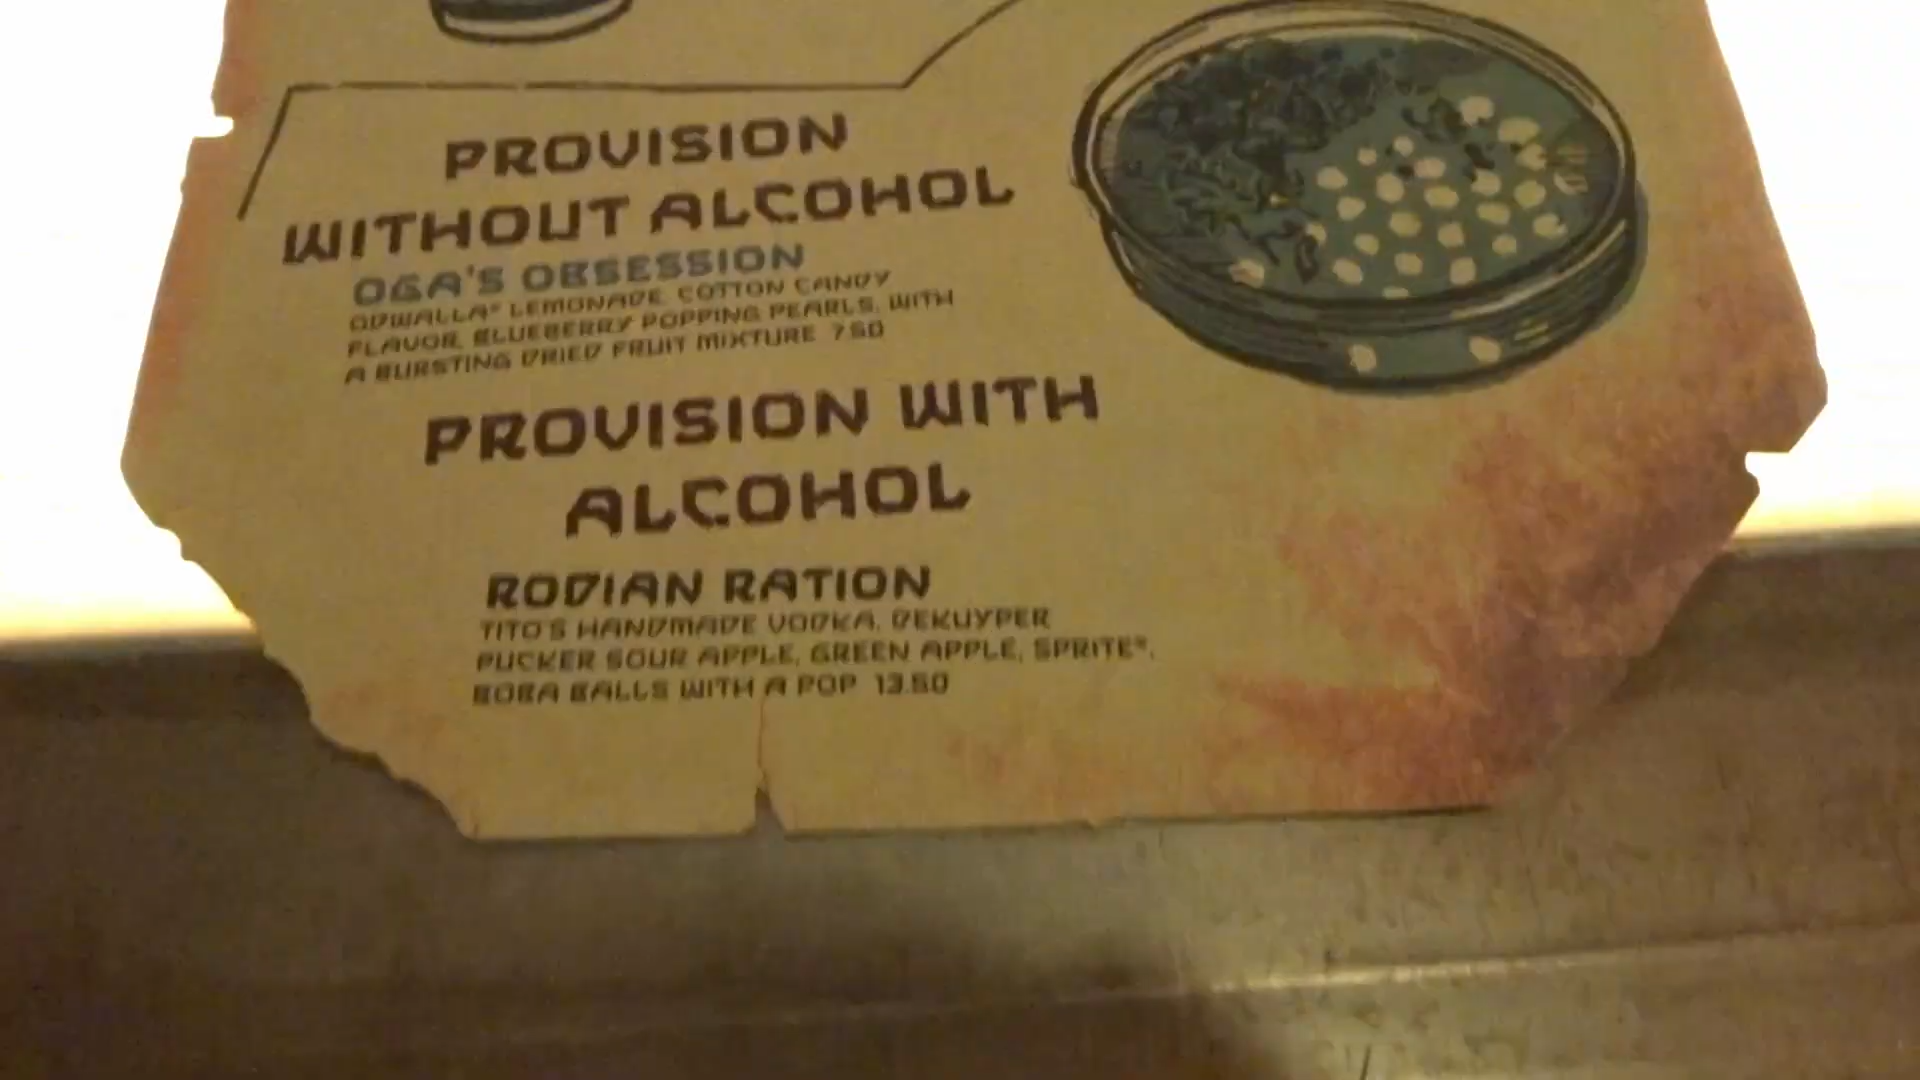 PROVISION
WITHOUT ALCOHOL
OGA'S OBSESSION
ODWALLA® LEMONADE, COTTON CANDY
FLAVOR, BLUEBERRY POPPING PEARLS, WITH
A BURSTING DRIED FRUIT MIXTURE 7.50
PROVISION WITH
ALCOHOL
RODIAN RATION
TITO'S HANDMADE VODKA, DEKUYPER
PUCKER SOUR APPLE, GREEN APPLE, SPRITE®,
BOBA BALLS WITH A POP 13.50